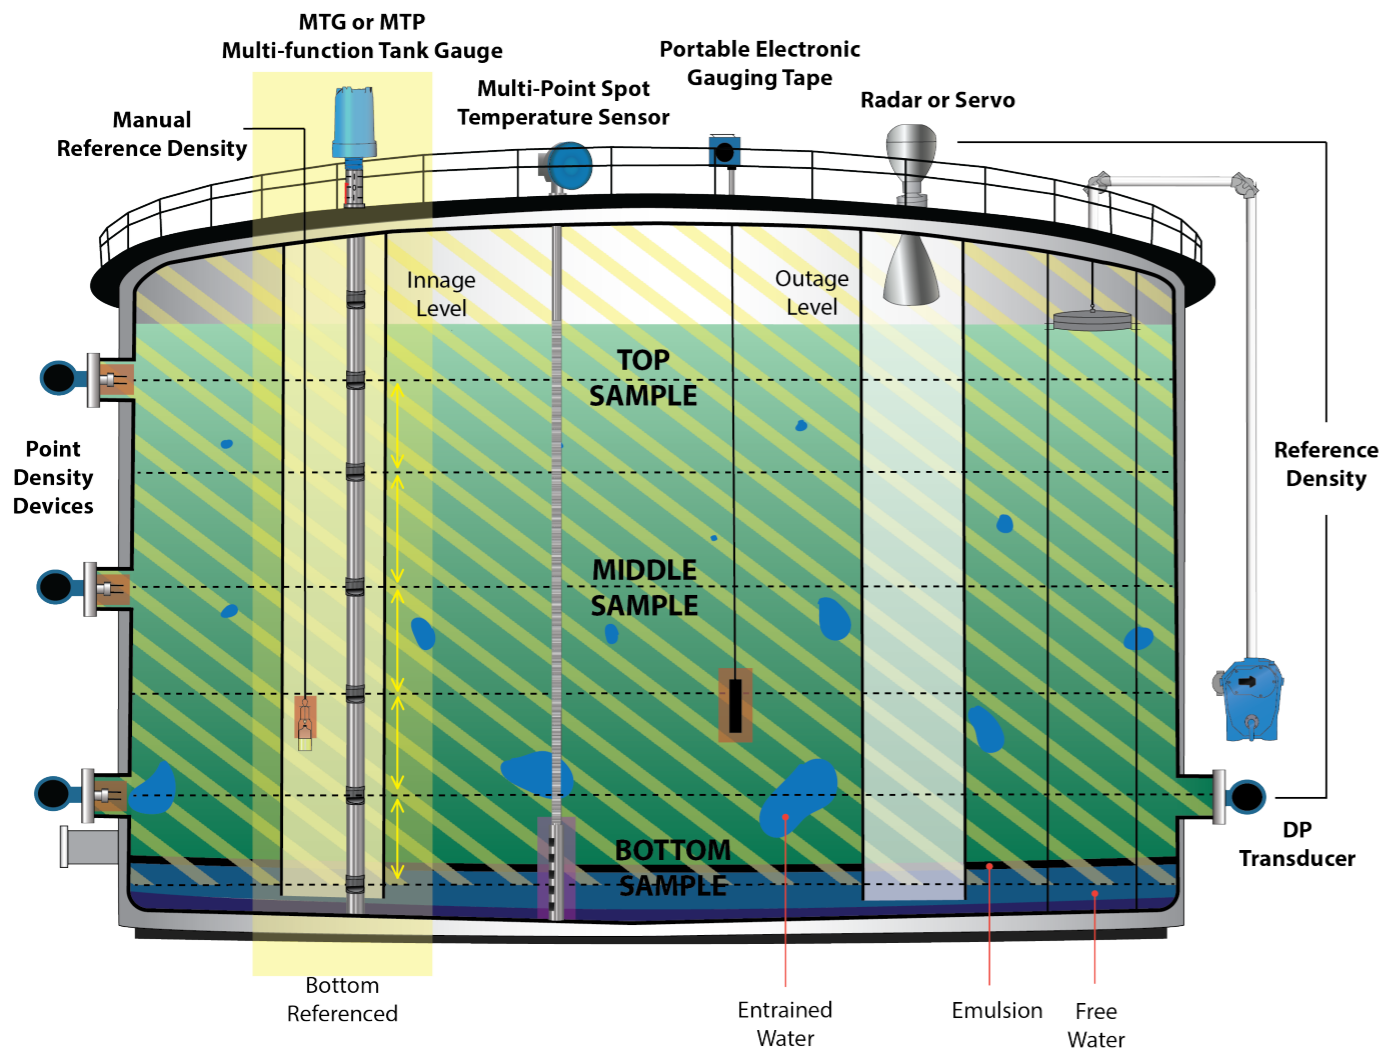 MTG or MTP
Multi-function Tank Gauge
Portable Electronic
Gauging Tape
Multi-Point Spot
Temperature Sensor
Radar or Servo
Manual
Reference Density
Innage
Level
Outage
Level
TOP
SAMPLE
Point
Density
Devices
Reference
Density
MIDDLE
SAMPLE
BOTTOM
SAMPLE
DP
Transducer
Bottom
Referenced
Entrained
Water
Emulsion
Free
Water